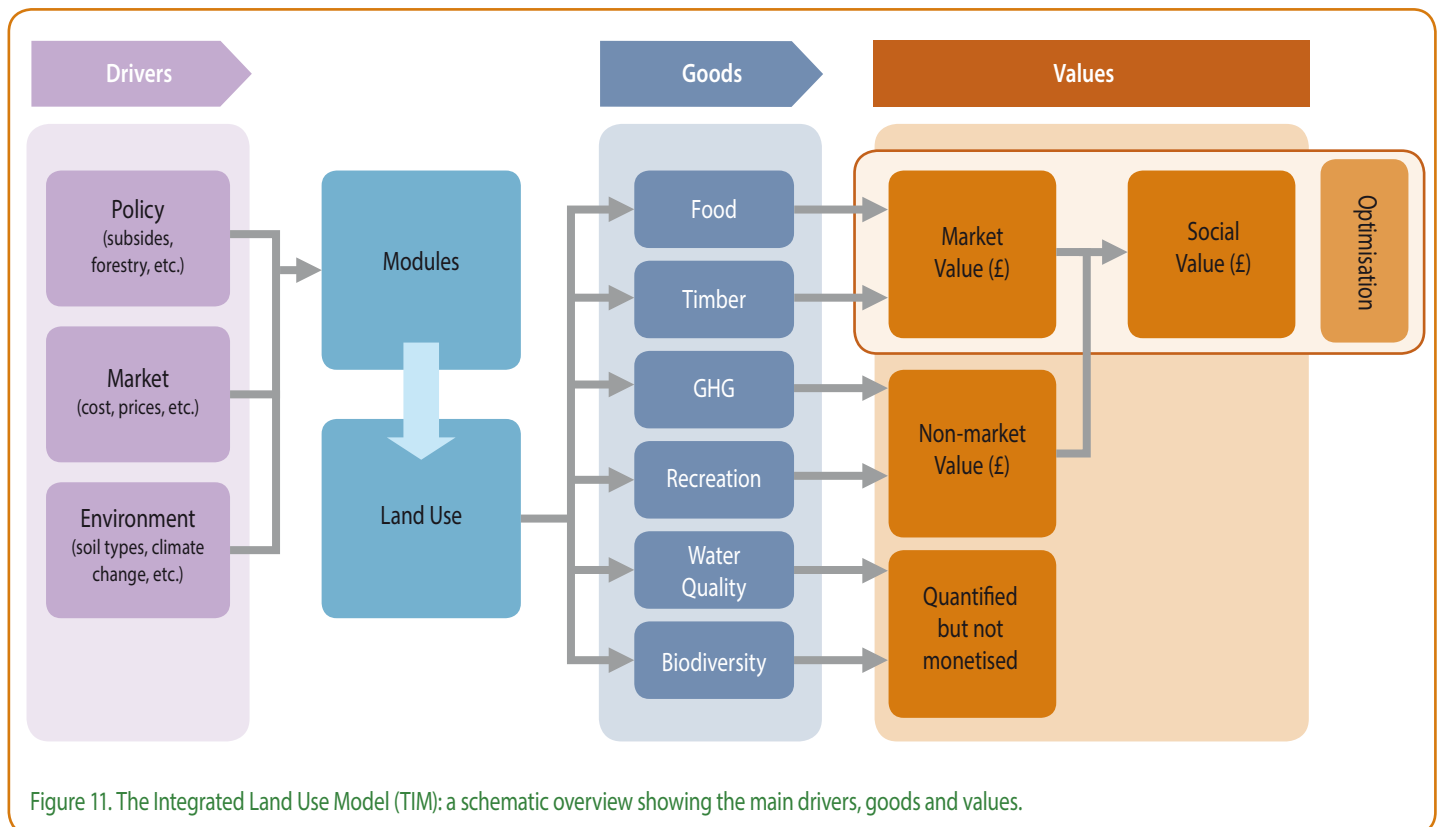 Drivers
Goods
Values
Policy
(subsides,
forestry, etc.)
Market
(cost, prices, etc.)
Environment
(soil types, climate
change, etc.)
Modules
Land Use
Food
Timber
GHG
Recreation
Water
Quality
Biodiversity
Market
Value (£)
Non-market
Value (£)
Quantified
but not
monetised
Social
Value (£)
Optimisation
Figure 11. The Integrated Land Use Model (TIM): a schematic overview showing the main drivers, goods and values.